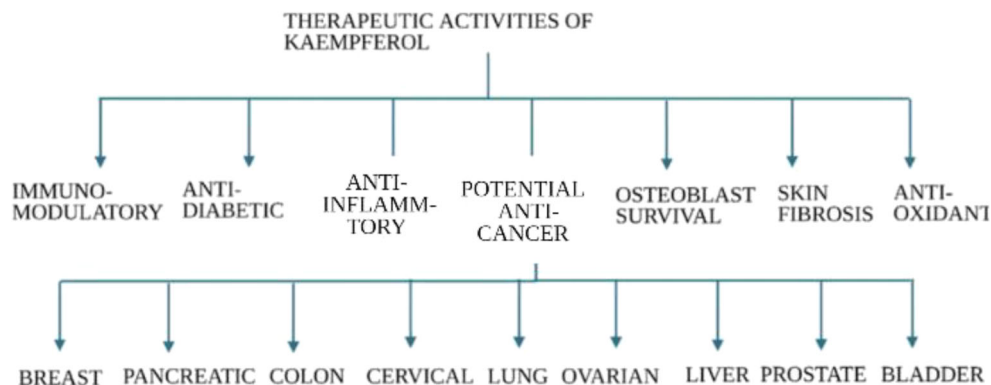 THERAPEUTIC ACTIVITIES OF
KAEMPFEROL
IMMUNO-
MODULATORY
ANTI-
DIABETIC
ANTI-
INFLAMM-
TORY
POTENTIAL
ANTI-
CANCER
OSTEOBLAST
SURVIVAL
SKIN
FIBROSIS
ANTI-
OXIDANT
BREAST PANCREATIC COLON CERVICAL LUNG OVARIAN LIVER PROSTATE BLADDER